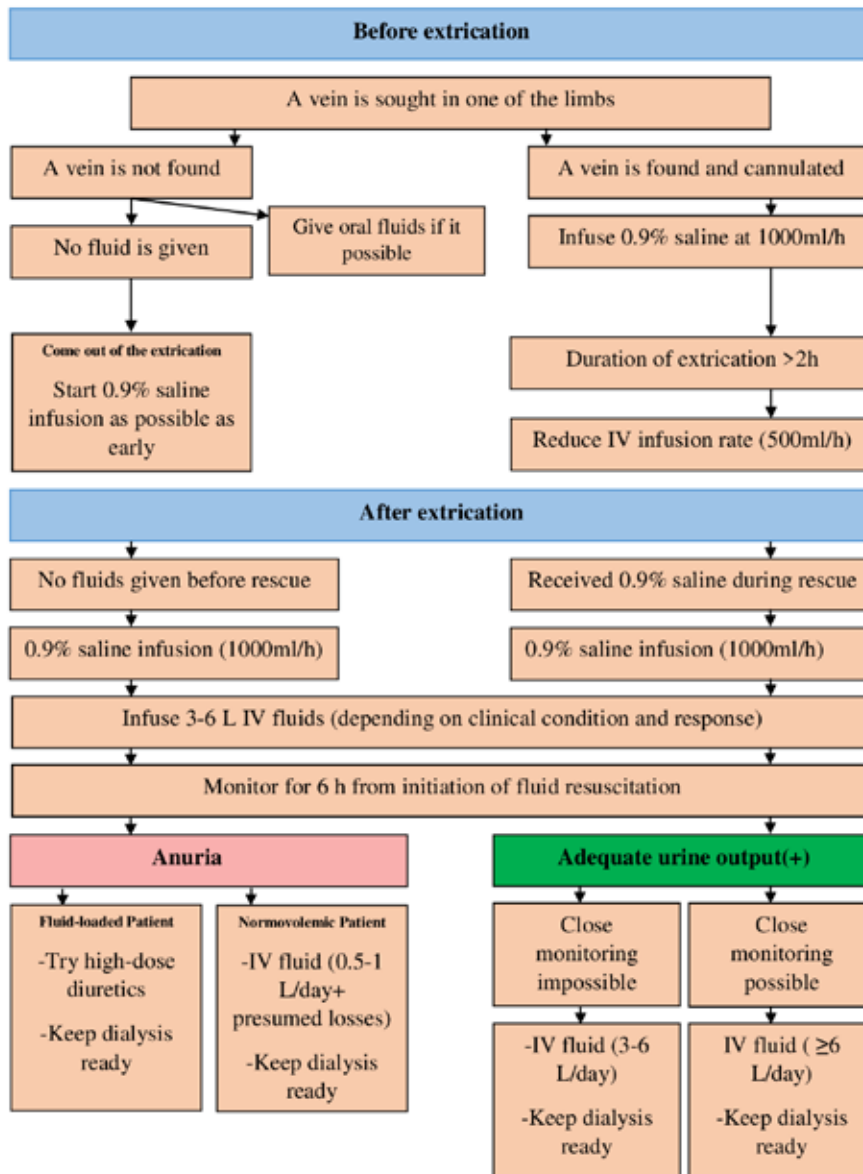 Before extrication
A vein is sought in one of the limbs
A vein is not found
A vein is found and cannulated
No fluid is given
Give oral fluids if it
possible
Infuse 0.9% saline at 1000ml/h
Come out of the extrication
Start 0.9% saline
infusion as possible as
early
Duration of extrication >2h
Reduce IV infusion rate (500ml/h)
After extrication
No fluids given before rescue
Received 0.9% saline during rescue
0.9% saline infusion (1000ml/h)
0.9% saline infusion (1000ml/h)
Infuse 3-6 L IV fluids (depending on clinical condition and response)
Monitor for 6 h from initiation of fluid resuscitation
Anuria
Adequate urine output(+)
Fluid-loaded Patient
-Try high-dose
diuretics
-Keep dialysis
ready
Normovolemic Patient
-IV fluid (0.5-1
L/day+
presumed losses)
-Keep dialysis
ready
Close
monitoring
impossible
Close
monitoring
possible
-IV fluid (3-6
L/day)
-Keep dialysis
ready
IV fluid ( ≥6
L/day)
-Keep dialysis
ready